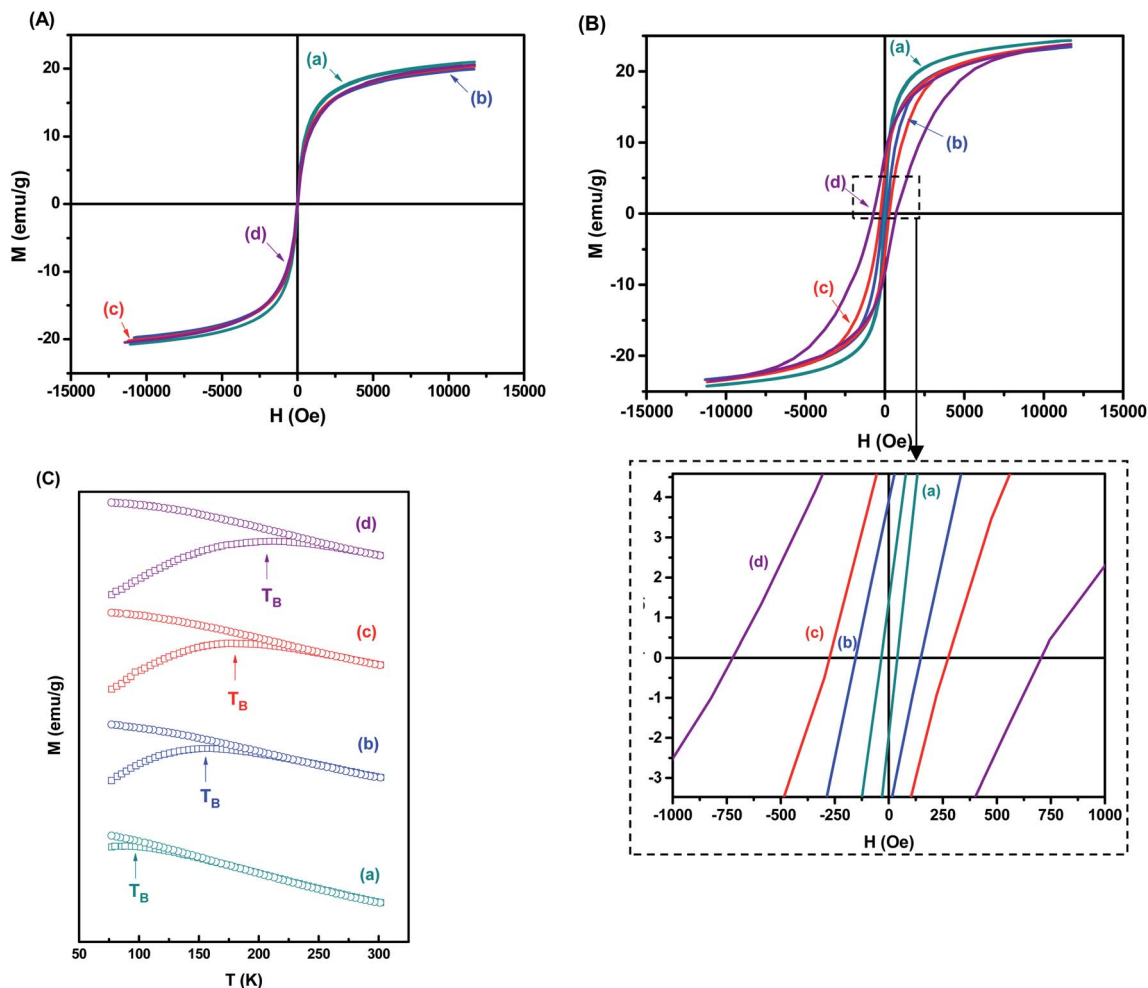 (A)
20
10
0
-10
-20
M (emu/g)
(a)
(b)
(d)
(c)
-15000 -10000 -5000 0 5000 10000 15000
H (Oe)
(B)
20
10
0
-10
-20
M (emu/g)
(a)
(b)
(d)
(c)
-15000 -10000 -5000 0 5000 10000 15000
H (Oe)
4
3
2
1
0
-1
-2
-3
(a)
(d)
(c)
(b)
-1000 -750 -500 -250 0 250 500 750 1000
H (Oe)
(C)
M (emu/g)
(d)
T_B
(c)
T_B
(b)
T_B
(a)
T_B
50 100 150 200 250 300
T (K)